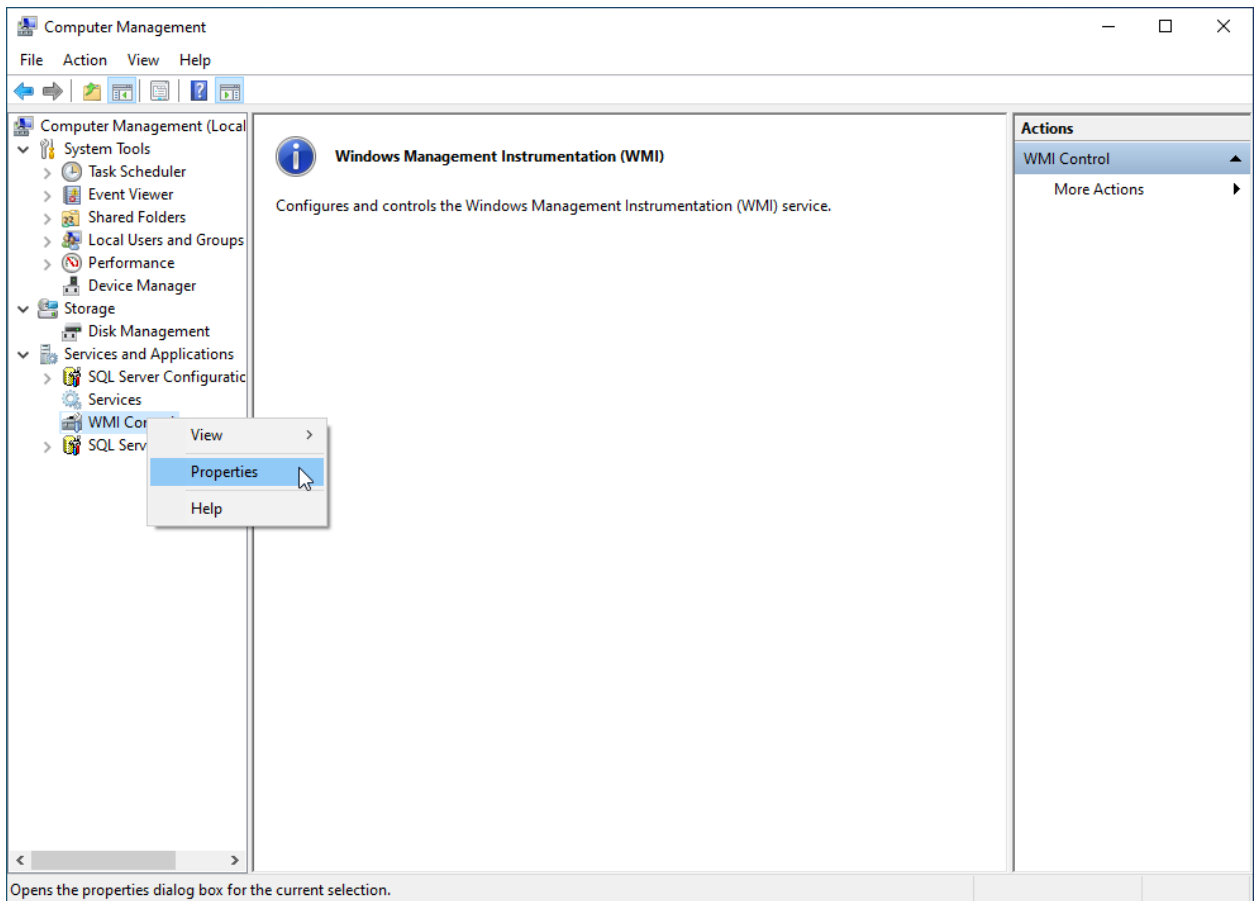 Computer Management
File Action View Help
Computer Management (Local
System Tools
Task Scheduler
Event Viewer
Shared Folders
Local Users and Groups
Performance
Device Manager
Storage
Disk Management
Services and Applications
SQL Server Configuratic
Services
WMI Con
SQL Serv
View
Properties
Help
Windows Management Instrumentation (WMI)
Configures and controls the Windows Management Instrumentation (WMI) service.
Actions
WMI Control
More Actions
Opens the properties dialog box for the current selection.